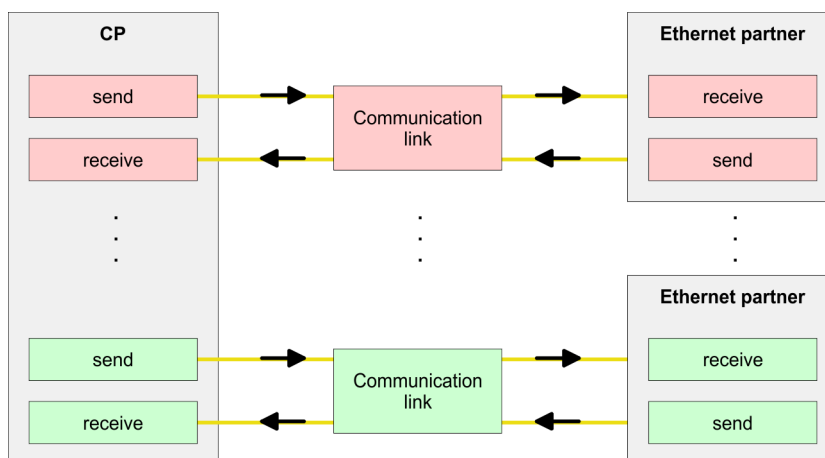 CP
Ethernet partner
send
receive
Communication
link
receive
send
Ethernet partner
send
receive
Communication
link
receive
send